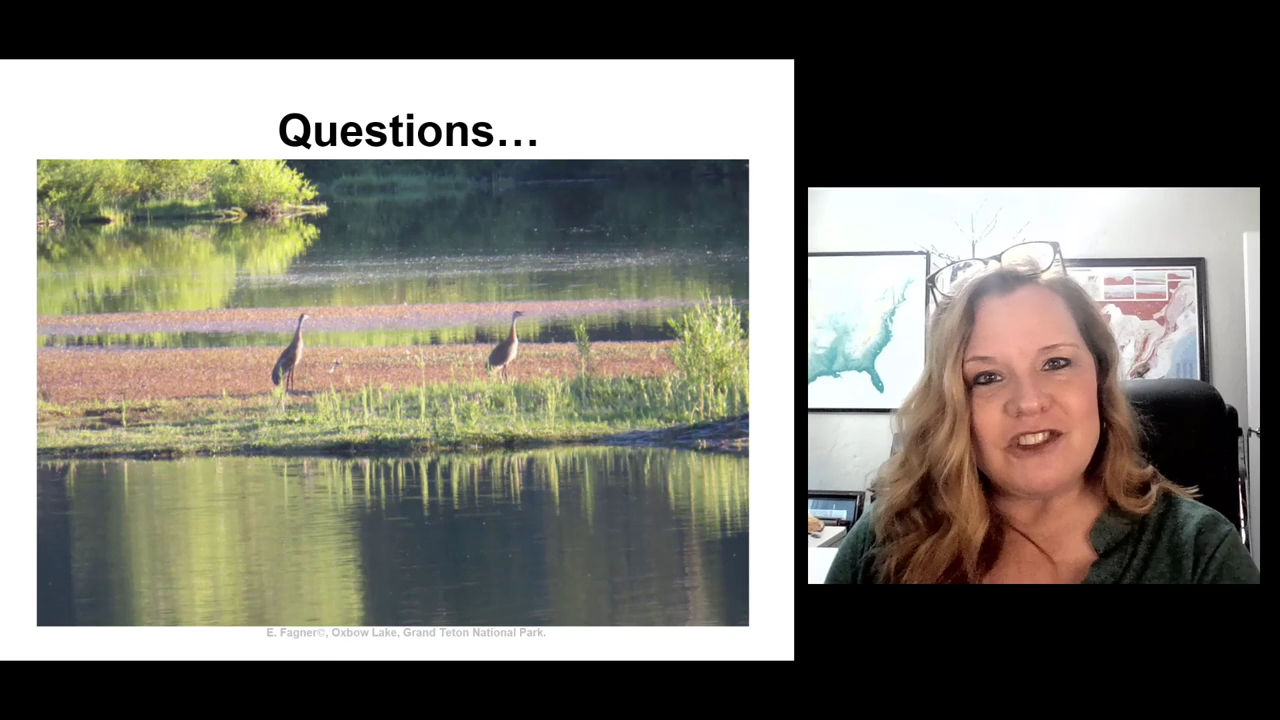 Questions…
E. Fagner©, Oxbow Lake, Grand Teton National Park.